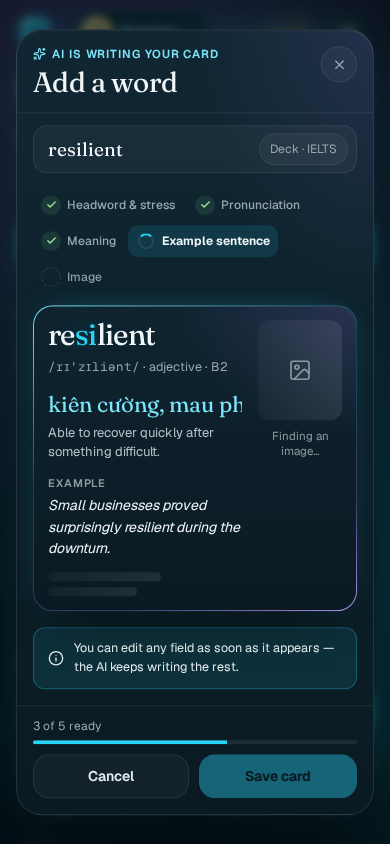 AI IS WRITING YOUR CARD
Add a word
resilient
Deck · IELTS
Headword & stress
Pronunciation
Meaning
Example sentence
Image
resilient
/rɪˈzɪliənt/ · adjective · B2
kiên cường, mau ph
Able to recover quickly after
something difficult.
Finding an
image…
EXAMPLE
Small businesses proved
surprisingly resilient during the
downturn.
You can edit any field as soon as it appears —
the AI keeps writing the rest.
3 of 5 ready
Cancel
Save card